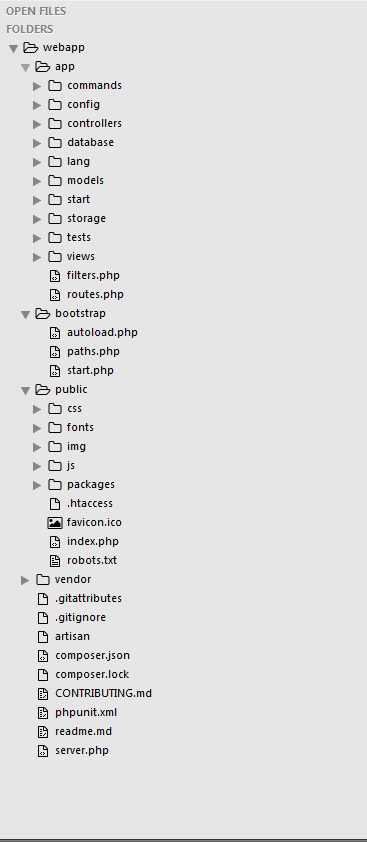 OPEN FILES
FOLDERS
webapp
app
commands
config
controllers
database
lang
models
start
storage
tests
views
filters.php
routes.php
bootstrap
autoload.php
paths.php
start.php
public
css
fonts
img
js
packages
.htaccess
favicon.ico
index.php
robots.txt
vendor
.gitattributes
.gitignore
artisan
composer.json
composer.lock
CONTRIBUTING.md
phpunit.xml
readme.md
server.php